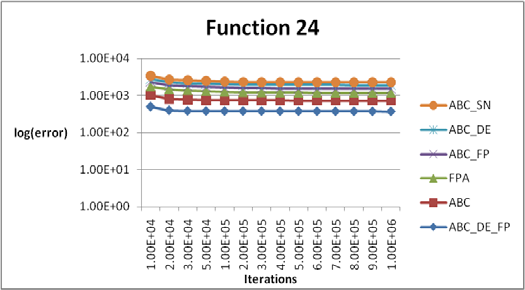 Function 24
1.00E+04
1.00E+03
1.00E+02
1.00E+01
1.00E+00
log(error)
1.00E+04
2.00E+04
3.00E+04
5.00E+04
1.00E+05
2.00E+05
3.00E+05
4.00E+05
5.00E+05
6.00E+05
7.00E+05
8.00E+05
9.00E+05
1.00E+06
Iterations
ABC_SN
ABC_DE
ABC_FP
FPA
ABC
ABC_DE_FP